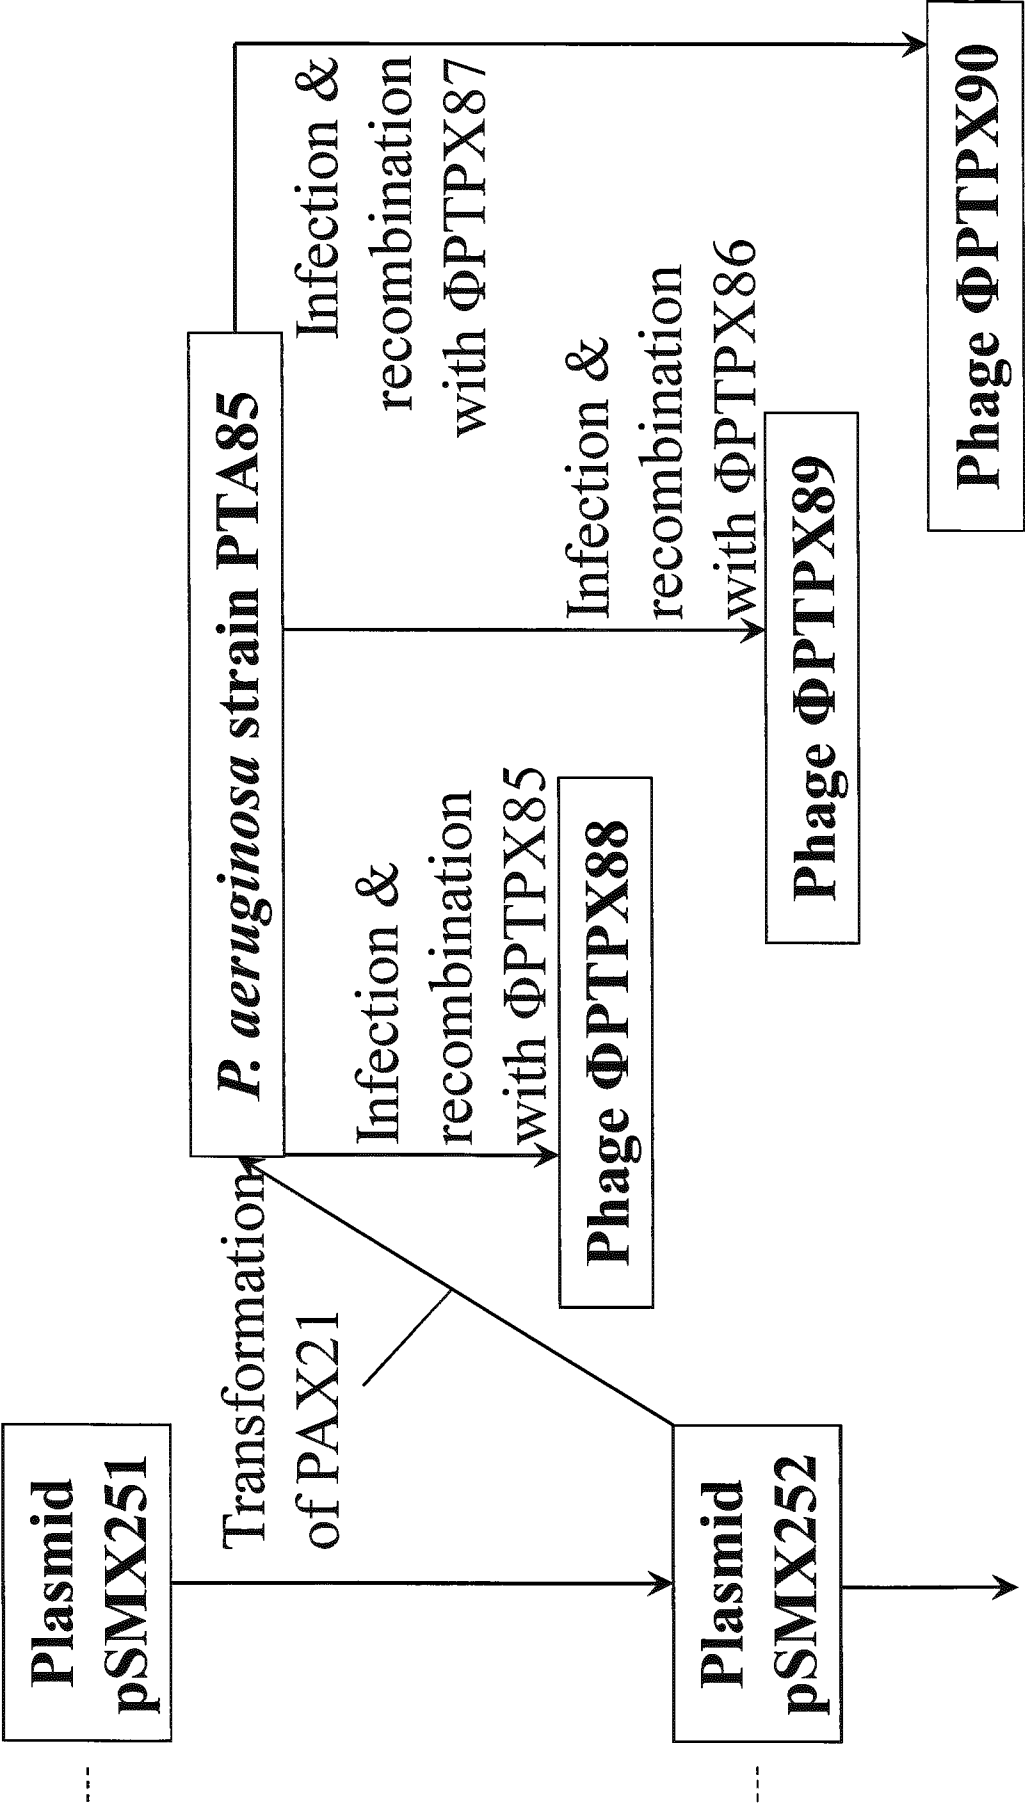 Plasmid
pSMX251
Transformation
of PAX21
P. aeruginosa strain PTA85
Infection &
recombination
with ΦPTPX85
Phage ΦPTPX88
Infection &
recombination
with ΦPTPX86
Phage ΦPTPX89
Infection &
recombination
with ΦPTPX87
Phage ΦPTPX90
Plasmid
pSMX252